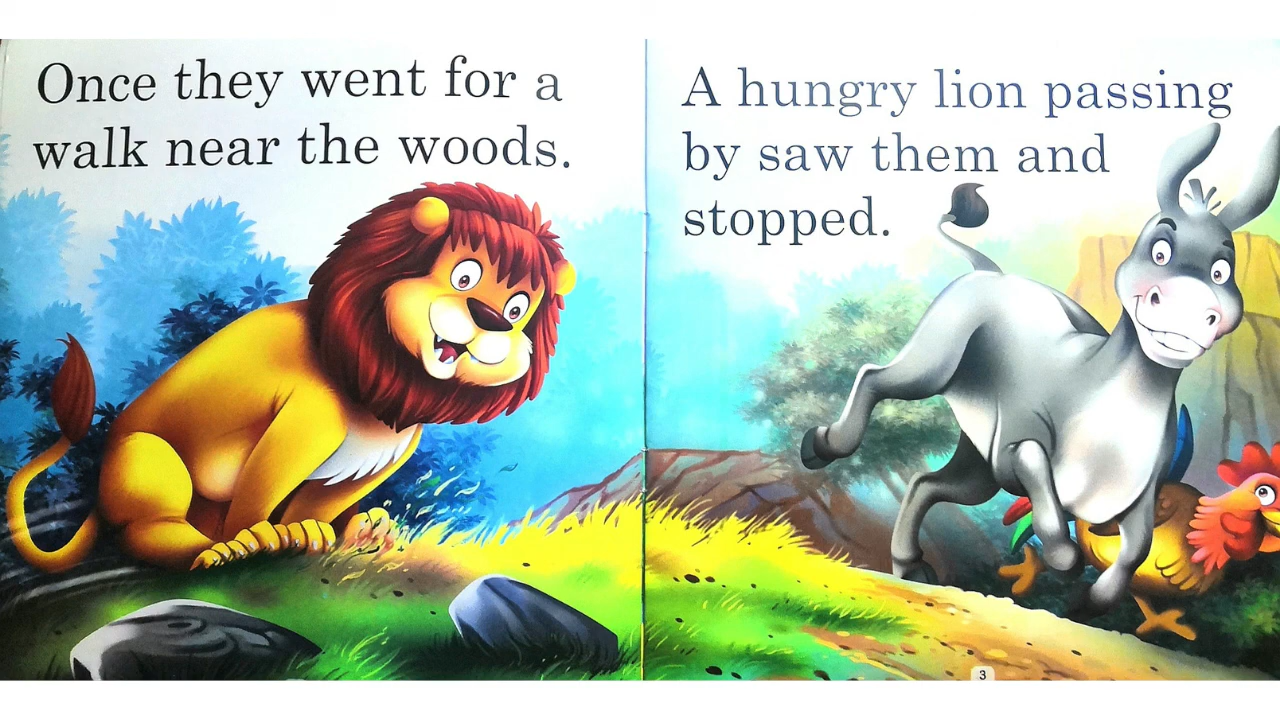 Once they went for a
walk near the woods.
A hungry lion passing
by saw them and
stopped.
3